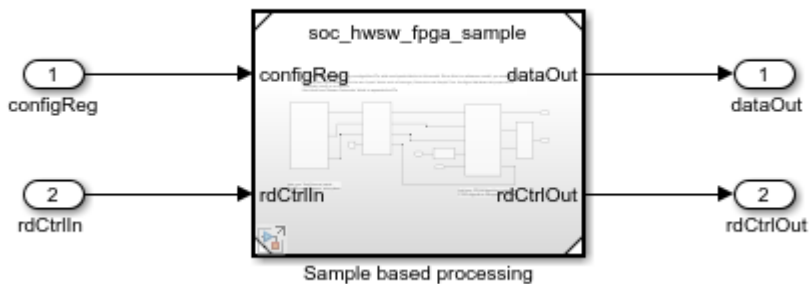 soc_hwsw_fpga_sample
1
configReg
configReg
dataOut
1
dataOut
2
rdCtrlIn
rdCtrlIn
rdCtrlOut
2
rdCtrlOut
Sample based processing